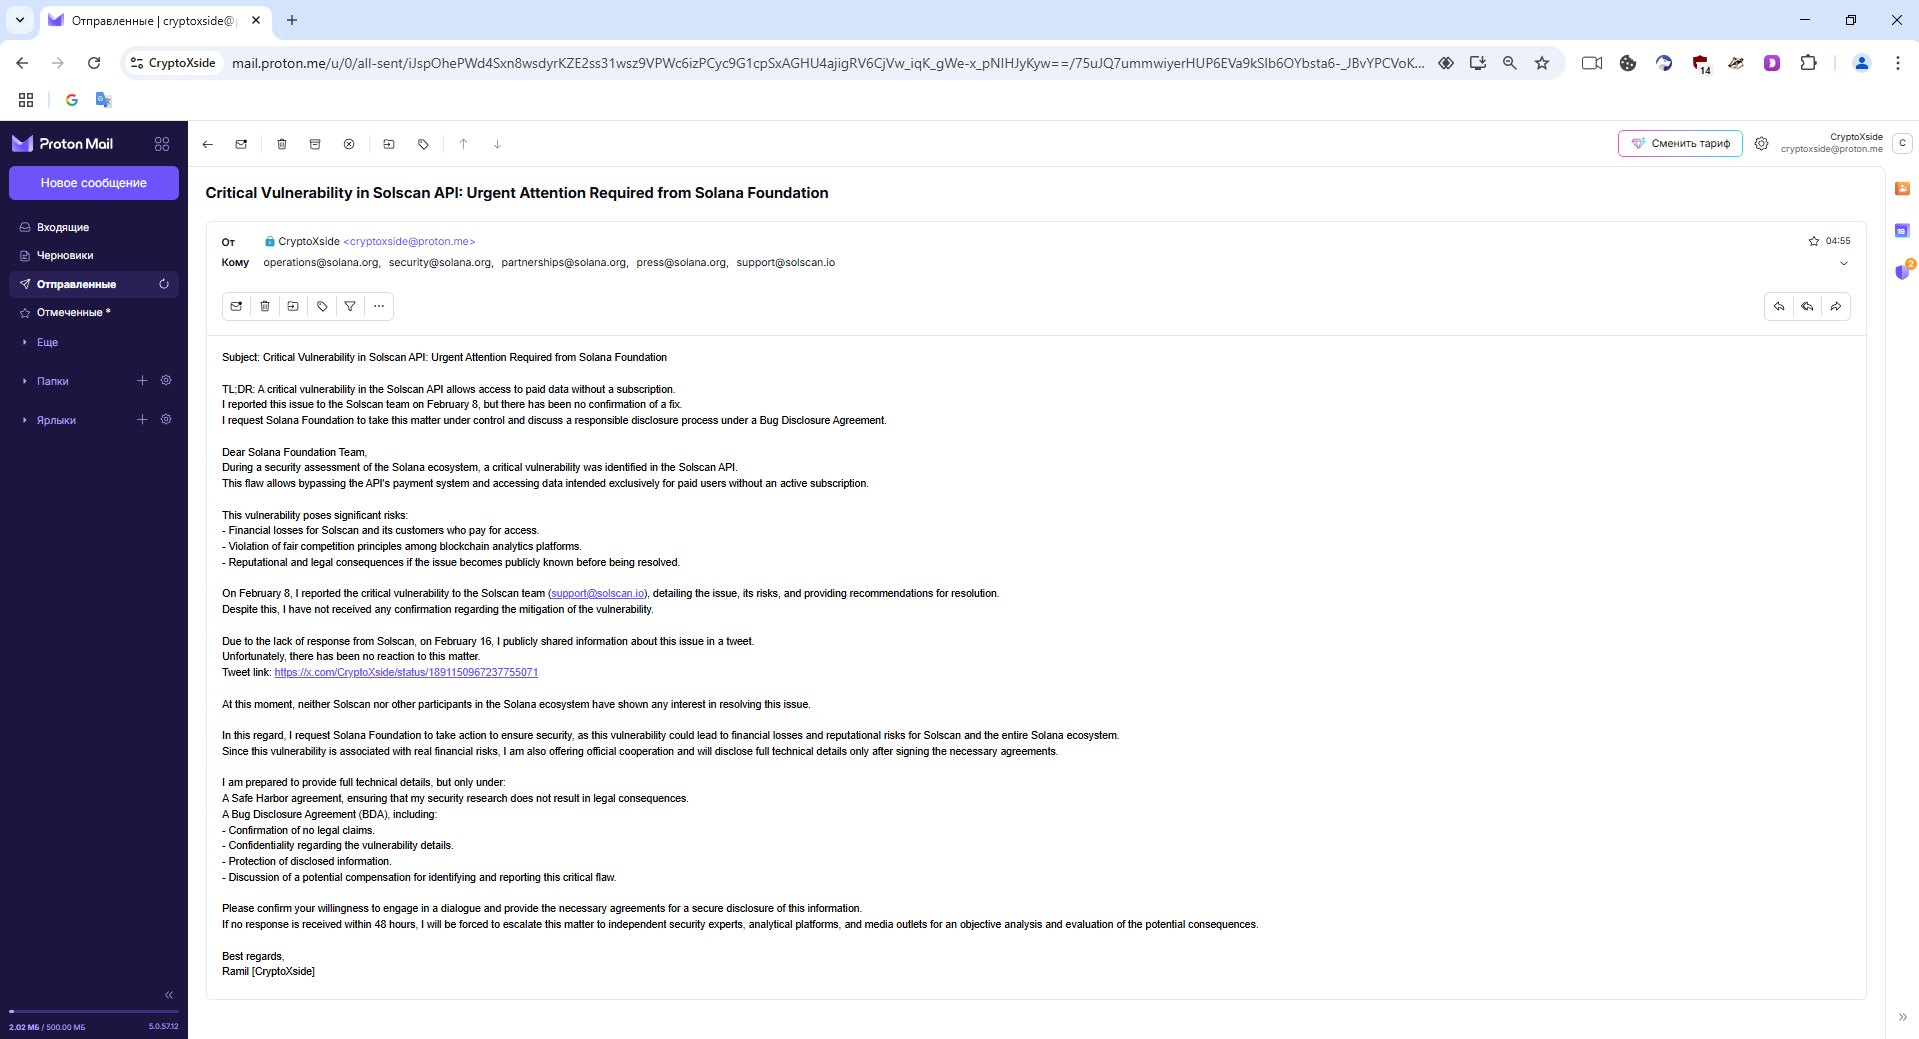 Отправленные | cryptoxside@p
CryptoXside
mail.proton.me/u/0/all-sent/
14
Proton Mail
Сменить тариф
CryptoXside
cryptoxside@proton.me
C
Новое сообщение
Входящие
Черновики
Отправленные
Отмеченные *
Еще
Папки
Ярлыки
2.02 МБ / 500.00 МБ
5.0.57.12
19
2
Critical Vulnerability in Solscan API: Urgent Attention Required from Solana Foundation
От CryptoXside <cryptoxside@proton.me>
04:55
Кому operations@solana.org, security@solana.org, partnerships@solana.org, press@solana.org, support@solscan.io
Subject: Critical Vulnerability in Solscan API: Urgent Attention Required from Solana Foundation
TL;DR: A critical vulnerability in the Solscan API allows access to paid data without a subscription.
I reported this issue to the Solscan team on February 8, but there has been no confirmation of a fix.
I request Solana Foundation to take this matter under control and discuss a responsible disclosure process under a Bug Disclosure Agreement.
Dear Solana Foundation Team,
During a security assessment of the Solana ecosystem, a critical vulnerability was identified in the Solscan API.
This flaw allows bypassing the API's payment system and accessing data intended exclusively for paid users without an active subscription.
This vulnerability poses significant risks:
- Financial losses for Solscan and its customers who pay for access.
- Violation of fair competition principles among blockchain analytics platforms.
- Reputational and legal consequences if the issue becomes publicly known before being resolved.
On February 8, I reported the critical vulnerability to the Solscan team (support@solscan.io), detailing the issue, its risks, and providing recommendations for resolution.
Despite this, I have not received any confirmation regarding the mitigation of the vulnerability.
Due to the lack of response from Solscan, on February 16, I publicly shared information about this issue in a tweet.
Unfortunately, there has been no reaction to this matter.
Tweet link: https://x.com/CryptoXside/status/1891150967237755071
At this moment, neither Solscan nor other participants in the Solana ecosystem have shown any interest in resolving this issue.
In this regard, I request Solana Foundation to take action to ensure security, as this vulnerability could lead to financial losses and reputational risks for Solscan and the entire Solana ecosystem.
Since this vulnerability is associated with real financial risks, I am also offering official cooperation and will disclose full technical details only after signing the necessary agreements.
I am prepared to provide full technical details, but only under:
A Safe Harbor agreement, ensuring that my security research does not result in legal consequences.
A Bug Disclosure Agreement (BDA), including:
- Confirmation of no legal claims.
- Confidentiality regarding the vulnerability details.
- Protection of disclosed information.
- Discussion of a potential compensation for identifying and reporting this critical flaw.
Please confirm your willingness to engage in a dialogue and provide the necessary agreements for a secure disclosure of this information.
If no response is received within 48 hours, I will be forced to escalate this matter to independent security experts, analytical platforms, and media outlets for an objective analysis and evaluation of the potential consequences.
Best regards,
Ramil [CryptoXside]